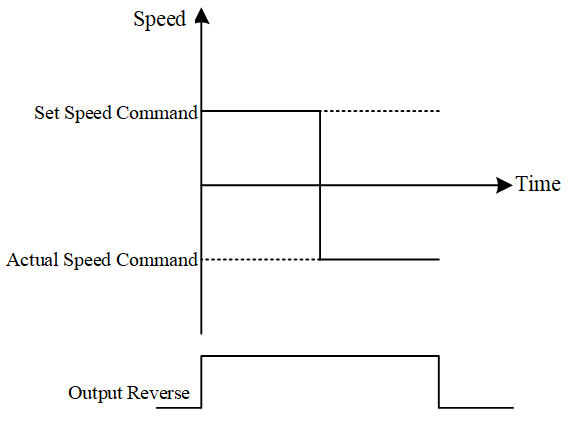 Speed
Set Speed Command
Time
Actual Speed Command
Output Reverse